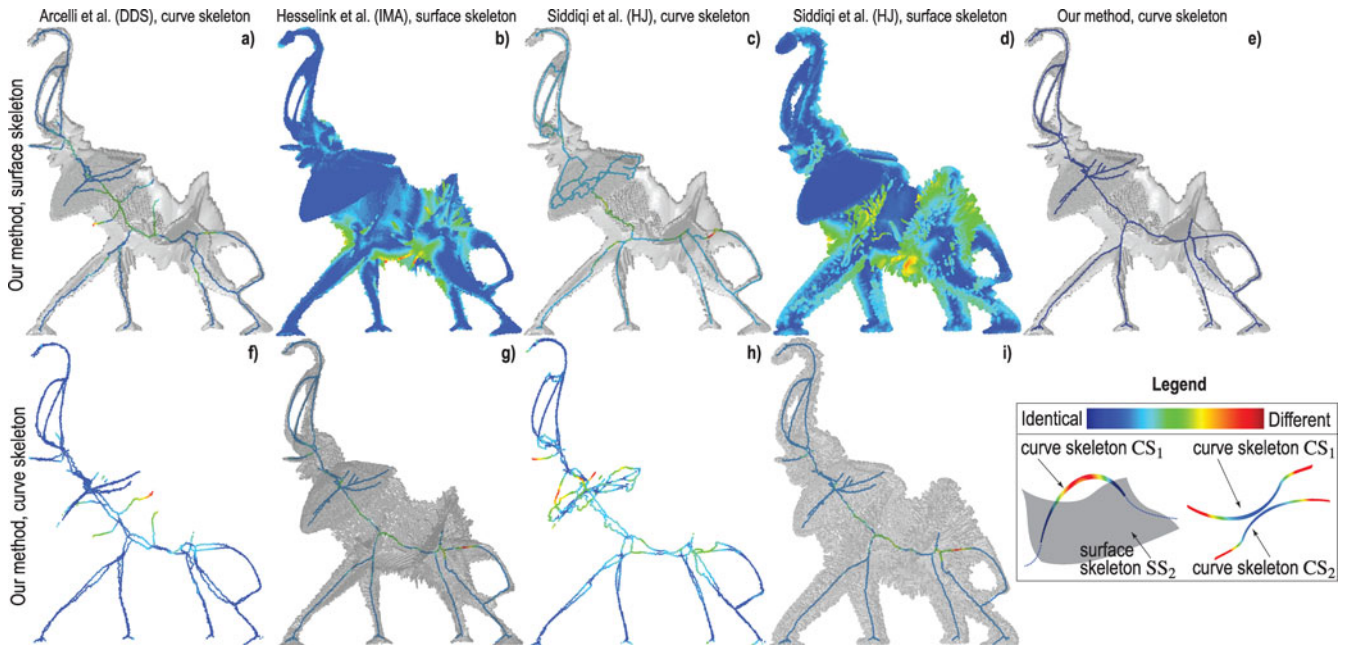 Arcelli et al. (DDS), curve skeleton
Hesselink et al. (IMA), surface skeleton
Siddiqi et al. (HJ), curve skeleton
Siddiqi et al. (HJ), surface skeleton
Our method, curve skeleton
a)
b)
c)
d)
e)
Our method, surface skeleton
f)
g)
h)
i)
Our method, curve skeleton
Legend
Identical
Different
curve skeleton CS₁
curve skeleton CS₁
surface
skeleton SS₂
curve skeleton CS₂